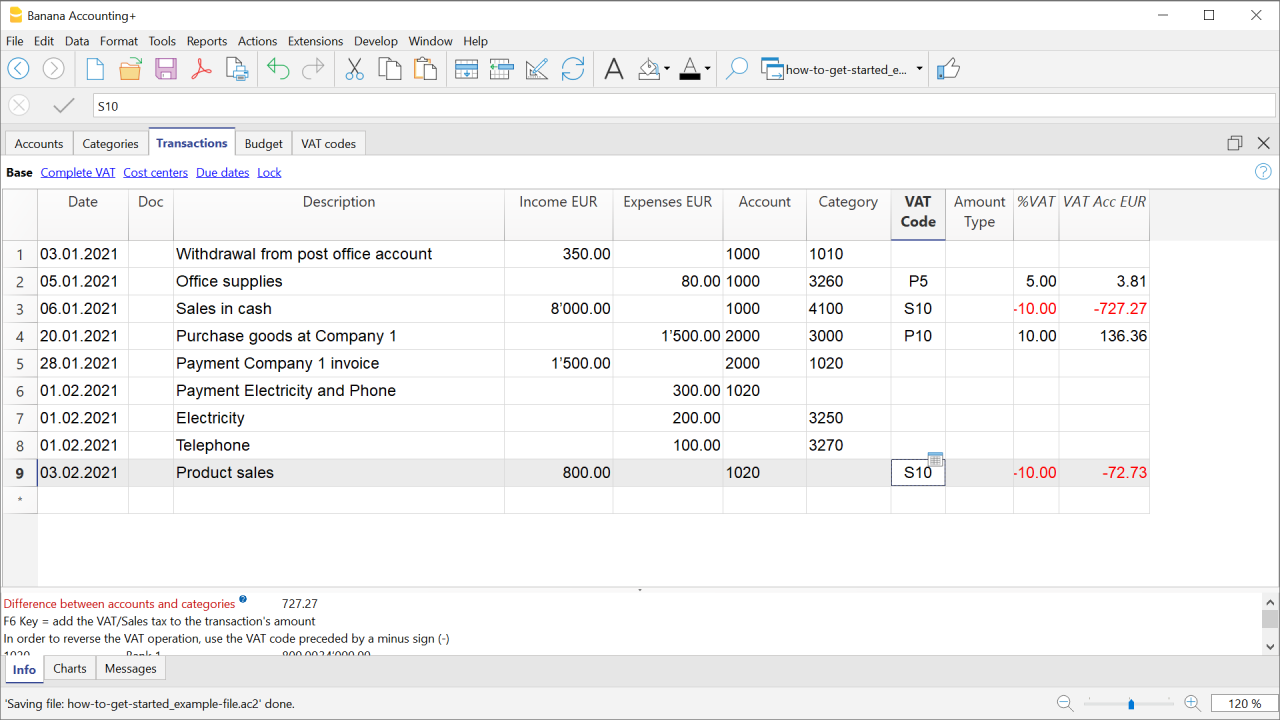 Banana Accounting+
File Edit Data Format Tools Reports Actions Extensions Develop Window Help
how-to-get-started_e...
S10
Accounts Categories Transactions Budget VAT codes
Base Complete VAT Cost centers Due dates Lock
Date Doc Description Income EUR Expenses EUR Account Category VAT Code Amount Type %VAT VAT Acc EUR
1 03.01.2021 Withdrawal from post office account 350.00 1000 1010
2 05.01.2021 Office supplies 80.00 1000 3260 P5 5.00 3.81
3 06.01.2021 Sales in cash 8’000.00 1000 4100 S10 -10.00 -727.27
4 20.01.2021 Purchase goods at Company 1 1’500.00 2000 3000 P10 10.00 136.36
5 28.01.2021 Payment Company 1 invoice 1’500.00 2000 1020
6 01.02.2021 Payment Electricity and Phone 300.00 1020
7 01.02.2021 Electricity 200.00 3250
8 01.02.2021 Telephone 100.00 3270
9 03.02.2021 Product sales 800.00 1020 S10 -10.00 -72.73
*
Difference between accounts and categories 727.27
F6 Key = add the VAT/Sales tax to the transaction's amount
In order to reverse the VAT operation, use the VAT code preceded by a minus sign (-)
1020 Bank 1
Info Charts Messages
'Saving file: how-to-get-started_example-file.ac2' done.
120 %